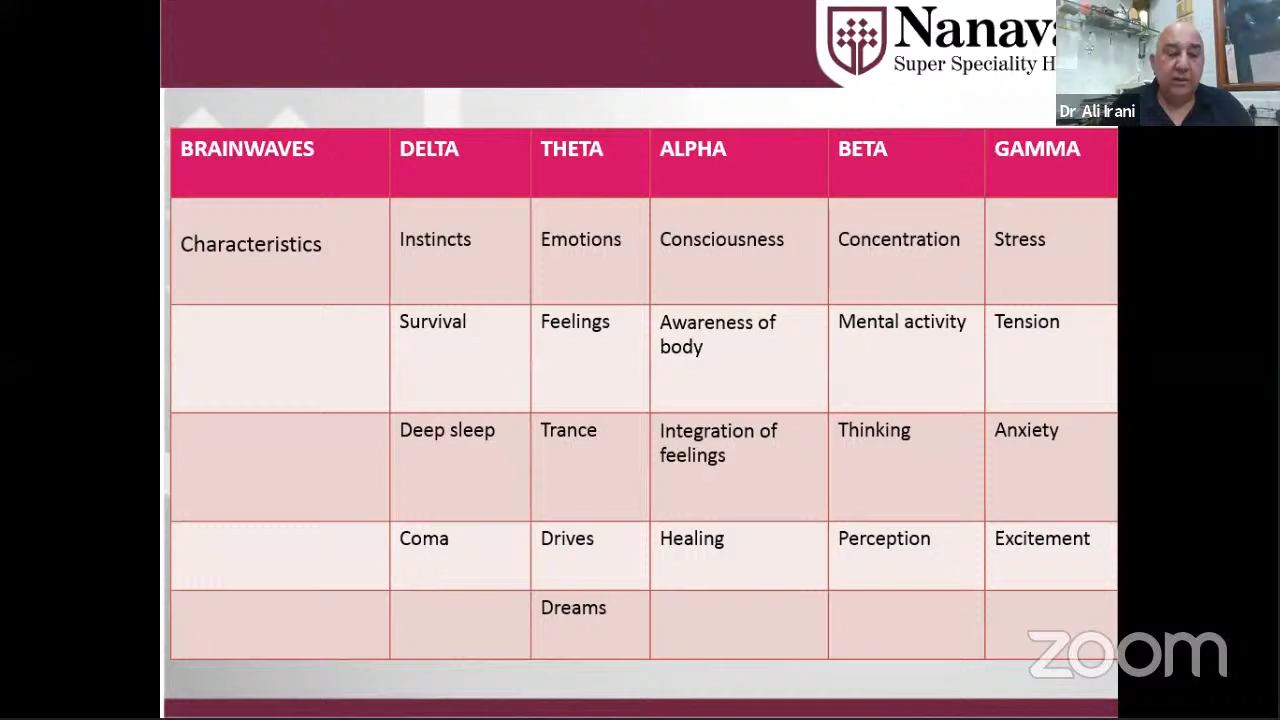 Nanava
Super Speciality H
Dr Ali Irani
BRAINWAVES DELTA THETA ALPHA BETA GAMMA
Characteristics Instincts Emotions Consciousness Concentration Stress
Survival Feelings Awareness of body Mental activity Tension
Deep sleep Trance Integration of feelings Thinking Anxiety
Coma Drives Healing Perception Excitement
Dreams
zoom